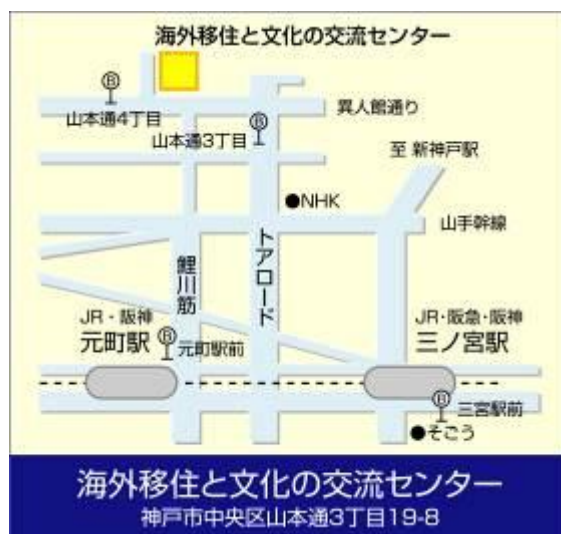 海外移住と文化の交流センター
Ⓑ
山本通4丁目
異人館通り
Ⓑ
山本通3丁目
至 新神戸駅
●NHK
山手幹線
鯉川筋
トアロード
JR・阪神
元町駅
Ⓑ
元町駅前
JR・阪急・阪神
三ノ宮駅
Ⓑ
三宮駅前
●そごう
海外移住と文化の交流センター
神戸市中央区山本通3丁目19-8